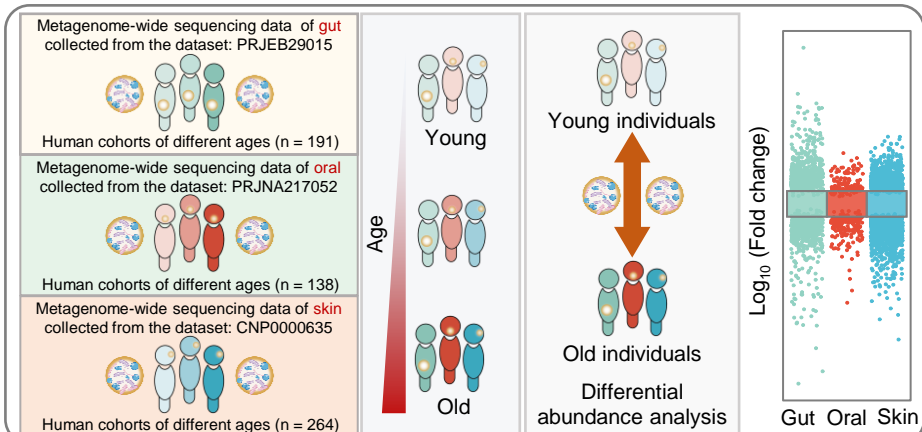 Metagenome-wide sequencing data of gut
collected from the dataset: PRJEB29015
Human cohorts of different ages (n = 191)
Metagenome-wide sequencing data of oral
collected from the dataset: PRJNA217052
Human cohorts of different ages (n = 138)
Metagenome-wide sequencing data of skin
collected from the dataset: CNP0000635
Human cohorts of different ages (n = 264)
Age
Young
Old
Young individuals
Old individuals
Differential
abundance analysis
Log₁₀ (Fold change)
Gut Oral Skin